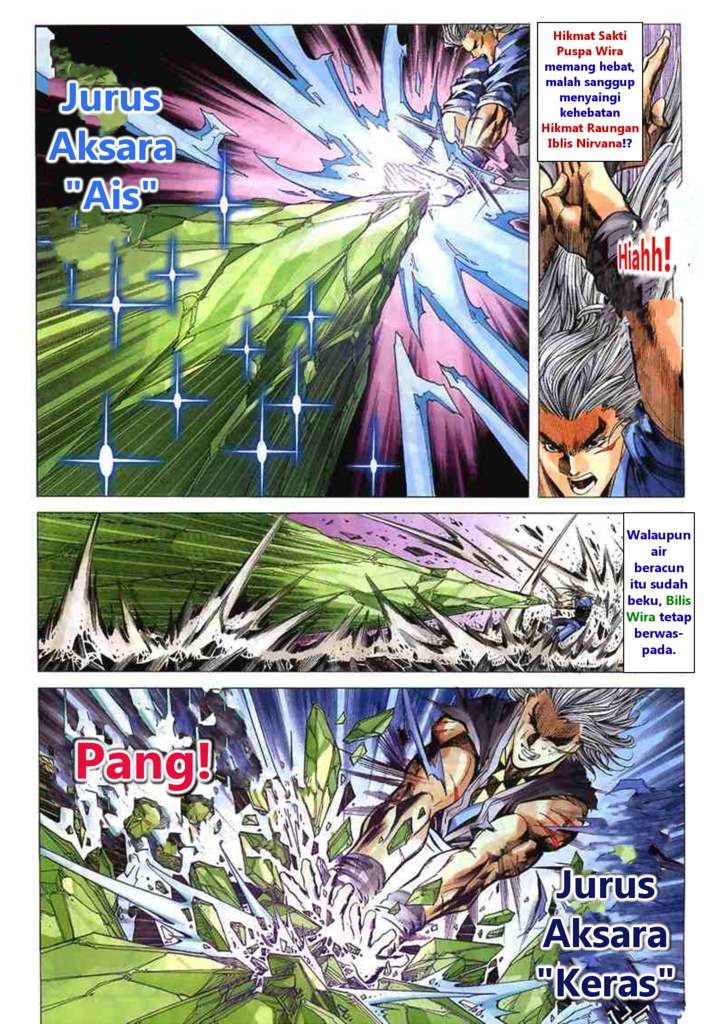 Jurus
Aksara
"Ais"
Hikmat Sakti
Puspa Wira
memang hebat,
malah sanggup
menyaingi
kehebatan
Hikmat Raungan
Iblis Nirvana!?
Hiahh!
Walaupun
air
beracun
itu sudah
beku, Bilis
Wira tetap
berwas-
pada.
Pang!
Jurus
Aksara
"Keras"